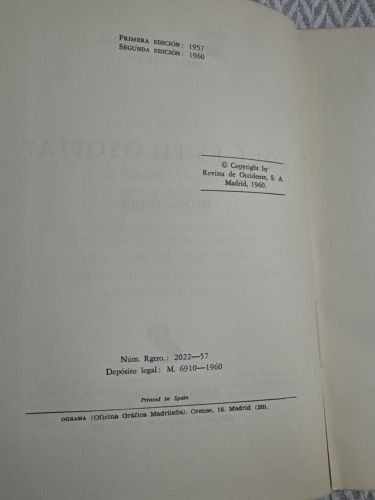 PRIMERA EDICIÓN: 1957
SEGUNDA EDICIÓN: 1960
© Copyright by
Revista de Occidente, S. A.
Madrid, 1960.
Núm. Rgtro.: 2022—57
Depósito legal: M. 6910—1960
Printed in Spain
OGRAMA (Oficina Gráfica Madrileña). Orense, 16. Madrid (20).